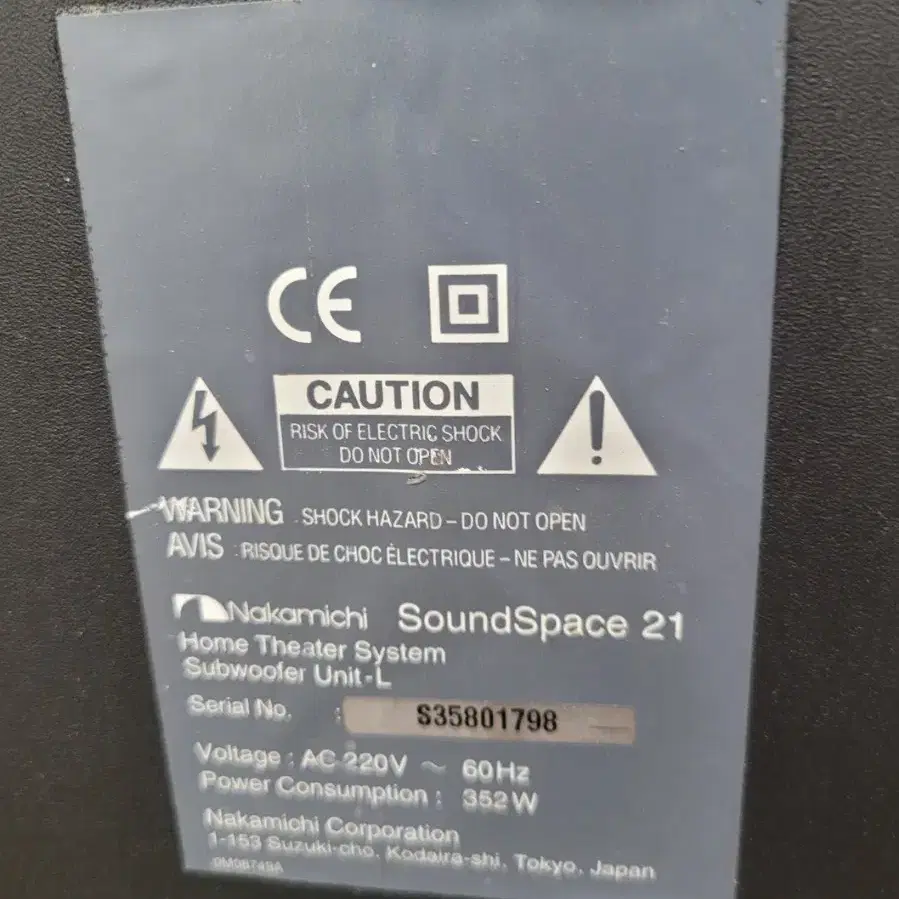 CE
CAUTION
RISK OF ELECTRIC SHOCK
DO NOT OPEN
WARNING : SHOCK HAZARD – DO NOT OPEN
AVIS : RISQUE DE CHOC ÉLECTRIQUE – NE PAS OUVRIR
Nakamichi SoundSpace 21
Home Theater System
Subwoofer Unit-L
Serial No. : S35801798
Voltage : AC 220V ~ 60Hz
Power Consumption : 352W
Nakamichi Corporation
1-153 Suzuki-cho, Kodaira-shi, Tokyo, Japan
0M08749A